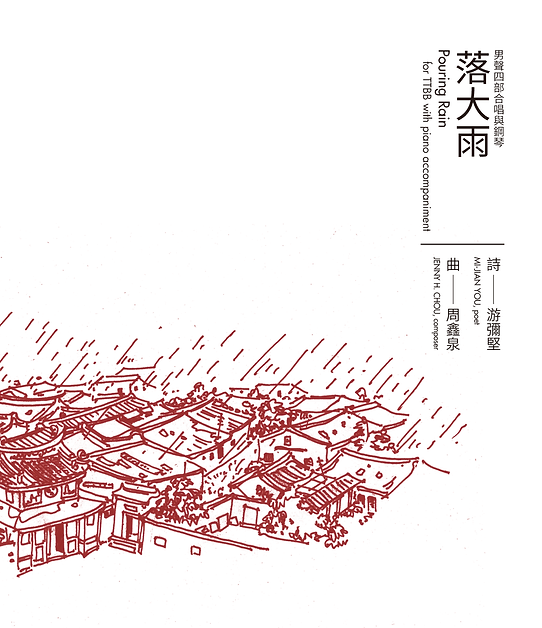 男聲四部合唱與鋼琴
落大雨
Pouring Rain
for TTBB with piano accompaniment
詩 —— 游彌堅
MI-JIAN YOU, poet
曲 —— 周鑫泉
JENNY H. CHOU, composer